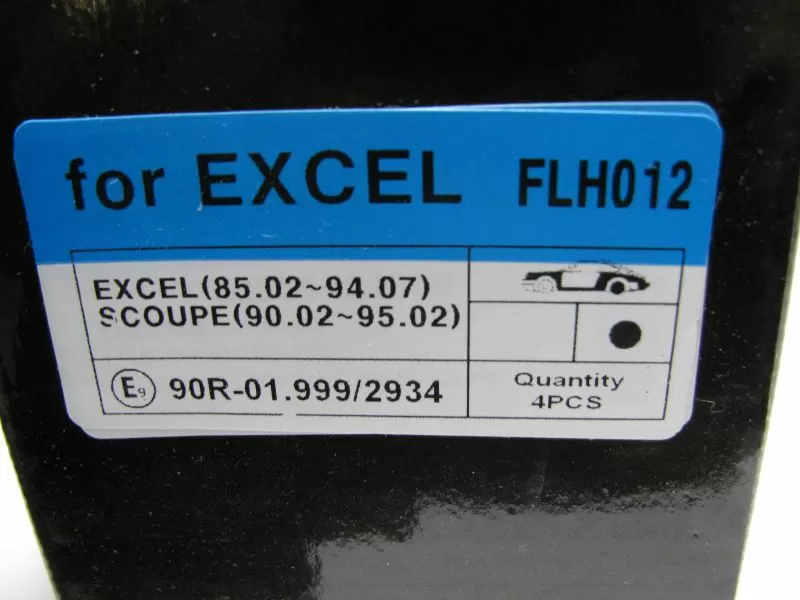 for EXCEL FLH012
EXCEL(85.02~94.07)
SCOUPE(90.02~95.02)
E9 90R-01.999/2934
Quantity
4PCS